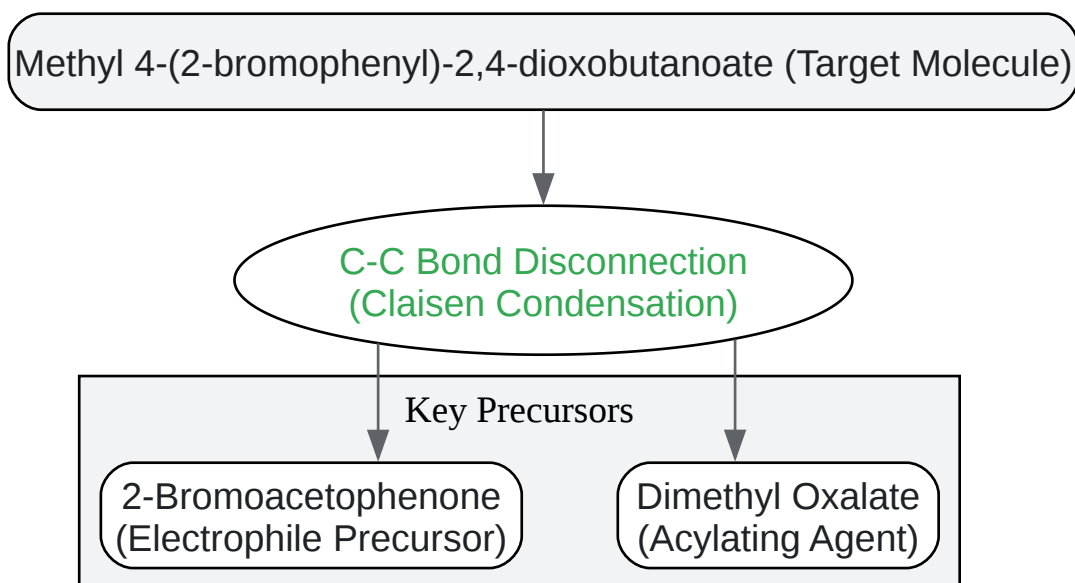 Methyl 4-(2-bromophenyl)-2,4-dioxobutanoate (Target Molecule)
C-C Bond Disconnection
(Claisen Condensation)
Key Precursors
2-Bromoacetophenone
(Electrophile Precursor)
Dimethyl Oxalate
(Acylating Agent)